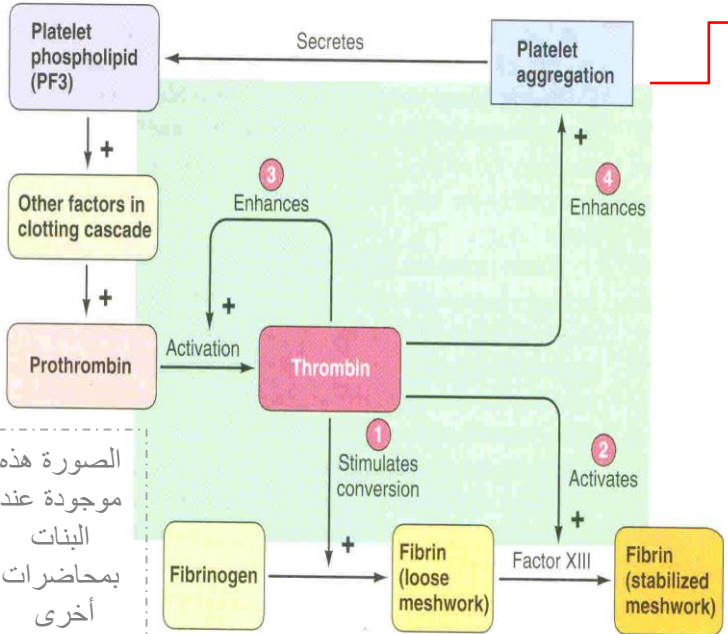 Platelet
phospholipid
(PF3)
Secretes
Platelet
aggregation
+
+
Other factors in
clotting cascade
3
Enhances
4
Enhances
+
+
Prothrombin
Activation
Thrombin
1
Stimulates
conversion
2
Activates
+
+
Fibrinogen
Fibrin
(loose
meshwork)
Factor XIII
Fibrin
(stabilized
meshwork)
الصورة هذه
موجودة عند
البنات
بمحاضرات
أخرى